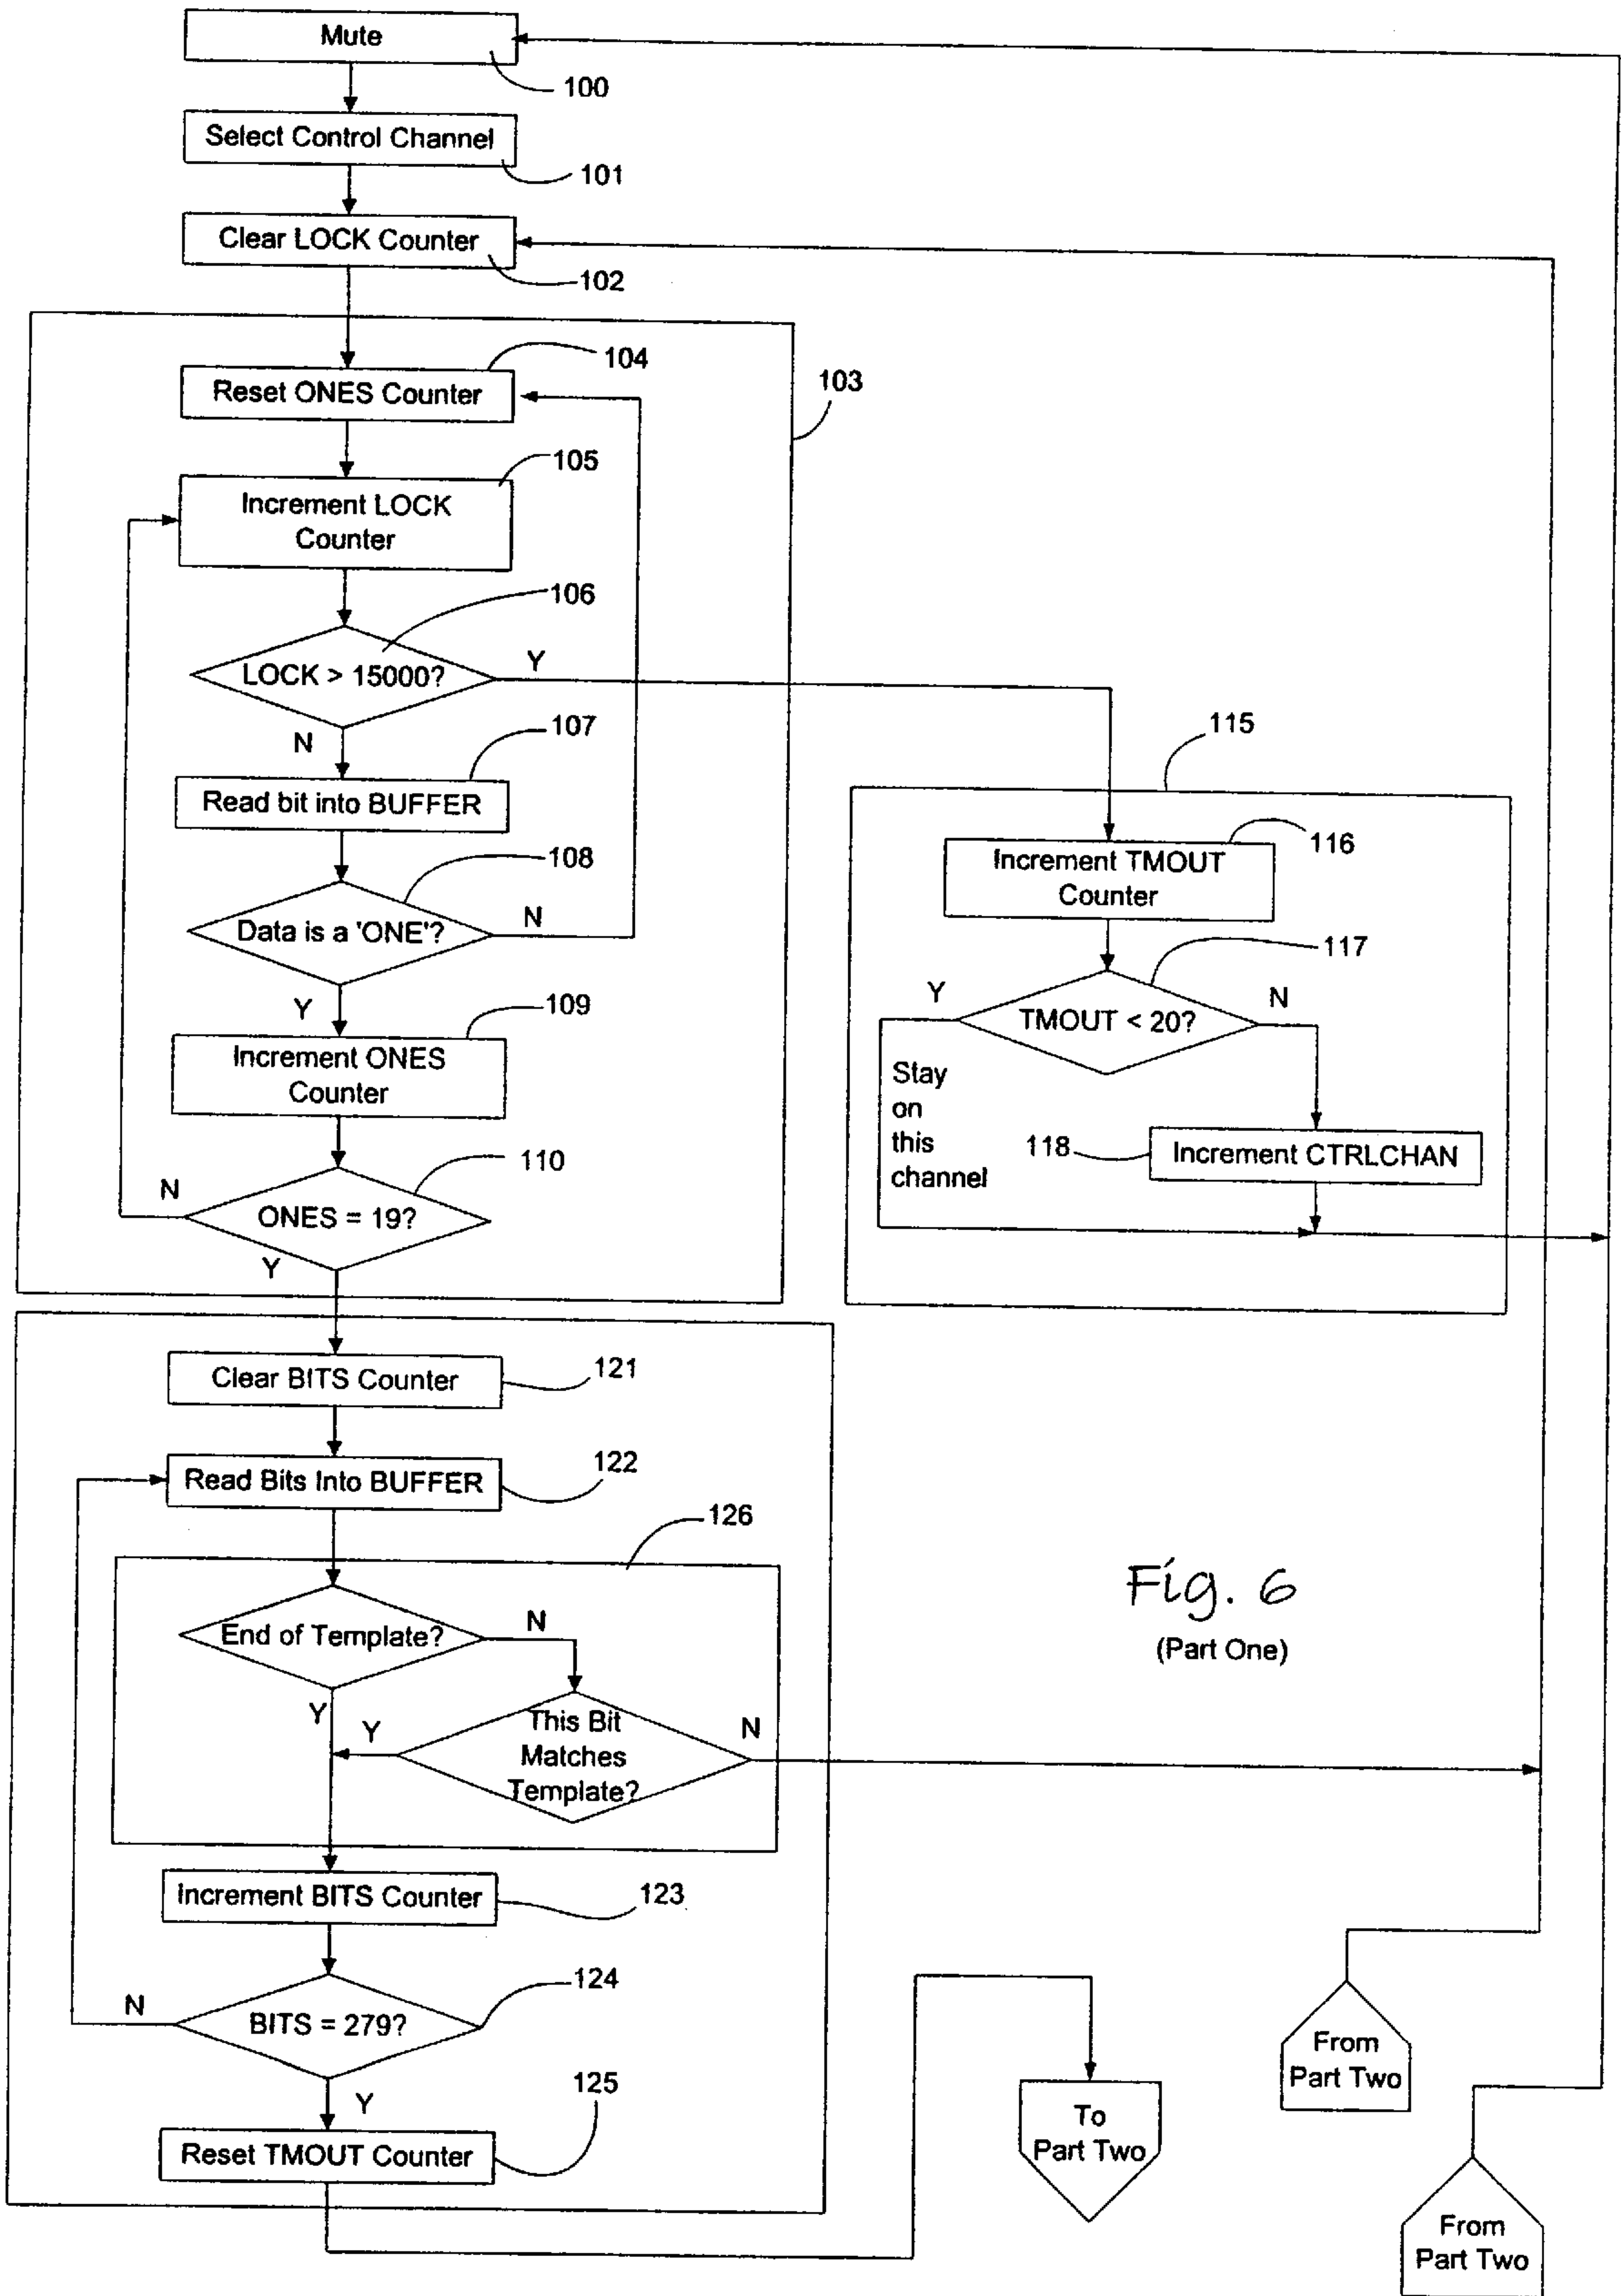 Mute
100
Select Control Channel
101
Clear LOCK Counter
102
103
104
Reset ONES Counter
105
Increment LOCK
Counter
106
LOCK > 15000?
Y
N
107
Read bit into BUFFER
108
Data is a 'ONE'?
N
Y
109
Increment ONES
Counter
110
N
ONES = 19?
Y
115
116
Increment TMOUT
Counter
117
Y
N
TMOUT < 20?
Stay
on
this
channel
118
Increment CTRLCHAN
Clear BITS Counter
121
Read Bits Into BUFFER
122
126
End of Template?
N
Y
Y
This Bit
Matches
Template?
N
Increment BITS Counter
123
124
N
BITS = 279?
Y
125
Reset TMOUT Counter
Fig. 6
(Part One)
To
Part Two
From
Part Two
From
Part Two